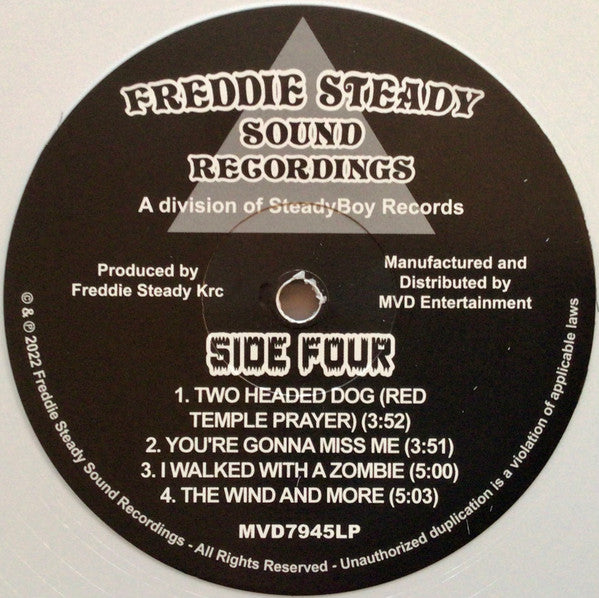 FREDDIE STEADY
SOUND
RECORDINGS
A division of SteadyBoy Records
Produced by
Freddie Steady Krc
Manufactured and
Distributed by
MVD Entertainment
SIDE FOUR
1. TWO HEADED DOG (RED
TEMPLE PRAYER) (3:52)
2. YOU'RE GONNA MISS ME (3:51)
3. I WALKED WITH A ZOMBIE (5:00)
4. THE WIND AND MORE (5:03)
MVD7945LP
© & ℗ 2022 Freddie Steady Sound Recordings - All Rights Reserved - Unauthorized duplication is a violation of applicable laws